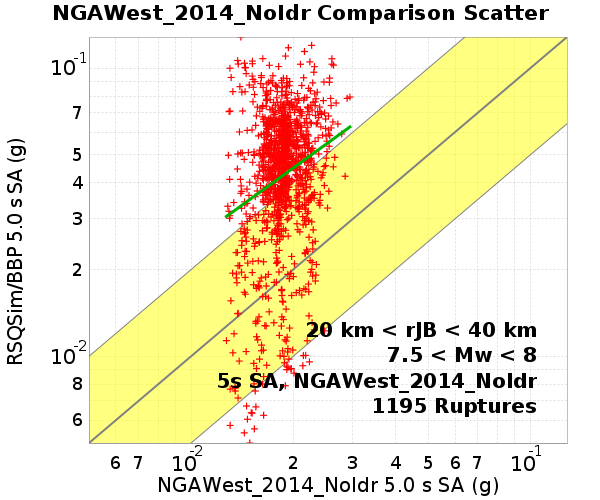 NGAWest_2014_NoIdr Comparison Scatter
RSQSim/BBP 5.0 s SA (g)
10-1
7
5
4
3
2
10-2
8
6
20 km < rJB < 40 km
7.5 < Mw < 8
5s SA, NGAWest_2014_NoIdr
1195 Ruptures
6 7 10-2 2 3 4 5 6 7 10-1
NGAWest_2014_NoIdr 5.0 s SA (g)